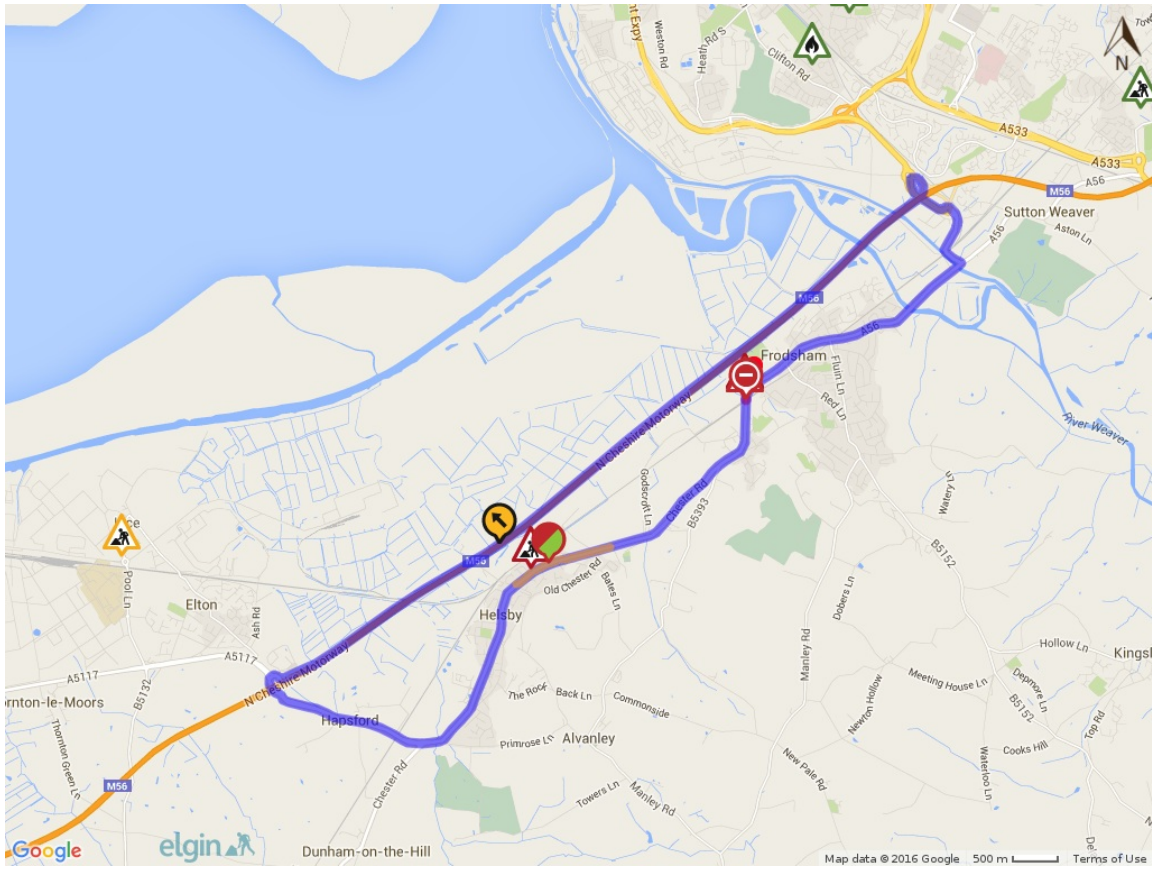 nt Expy
Weston Rd
Heath Rd S
Clifton Rd
N
A533
A533
M56
A56
Sutton Weaver
Aston Ln
A56
M56
A56
Frodsham
Fluin Ln
Red Ln
River Weaver
N Cheshire Motorway
Godscroft Ln
Chester Rd
B5393
Watery Ln
B5152
M56
Old Chester Rd
Bates Ln
Helsby
Pool Ln
Elton
Ash Rd
A5117
A5117
B5132
N Cheshire Motorway
Hapsford
ornton-le-Moors
Thornton Green Ln
M56
Chester Rd
The Rock
Back Ln
Commonside
Primrose Ln
Alvanley
Towers Ln
Manley Rd
Manley Rd
Dobers Ln
Newton Hollow
New Pale Rd
Meeting House Ln
Hollow Ln
Kingsl
Depmore Ln
B5152
Top Rd
Cooks Hill
Waterloo Ln
Dunham-on-the-Hill
Google
elgin
Map data © 2016 Google
500 m
Terms of Use